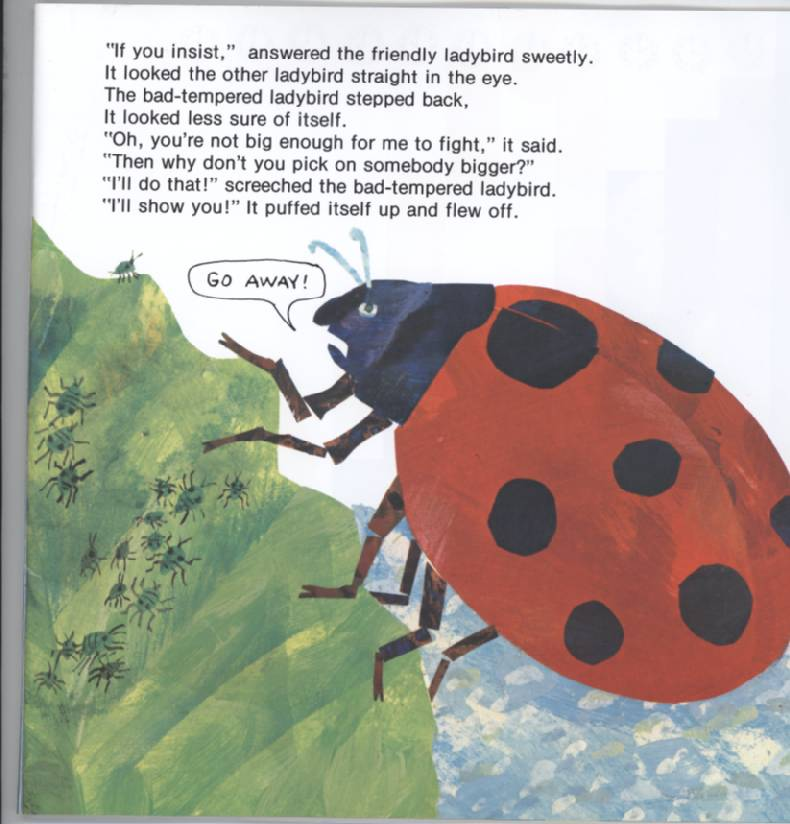 "If you insist," answered the friendly ladybird sweetly.
It looked the other ladybird straight in the eye.
The bad-tempered ladybird stepped back,
It looked less sure of itself.
"Oh, you're not big enough for me to fight," it said.
"Then why don't you pick on somebody bigger?"
"I'll do that!" screeched the bad-tempered ladybird.
"I'll show you!" It puffed itself up and flew off.
GO AWAY!